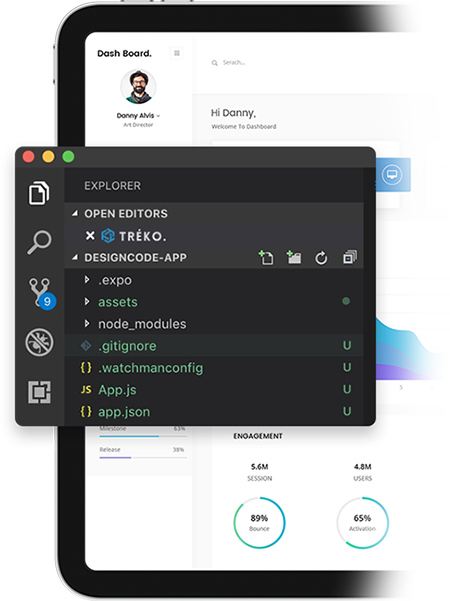 Dash Board.
Serach...
Danny Alvis
Art Director
Hi Danny,
Welcome To Dashboard
EXPLORER
OPEN EDITORS
TRÉKO.
DESIGNCODE-APP
.expo
assets
node_modules
.gitignore U
.watchmanconfig U
JS App.js U
{} app.json U
9
5
Milestone 63%
Release 38%
ENGAGEMENT
5.6M 4.8M
SESSION USERS
89% 65%
Bounce Activation